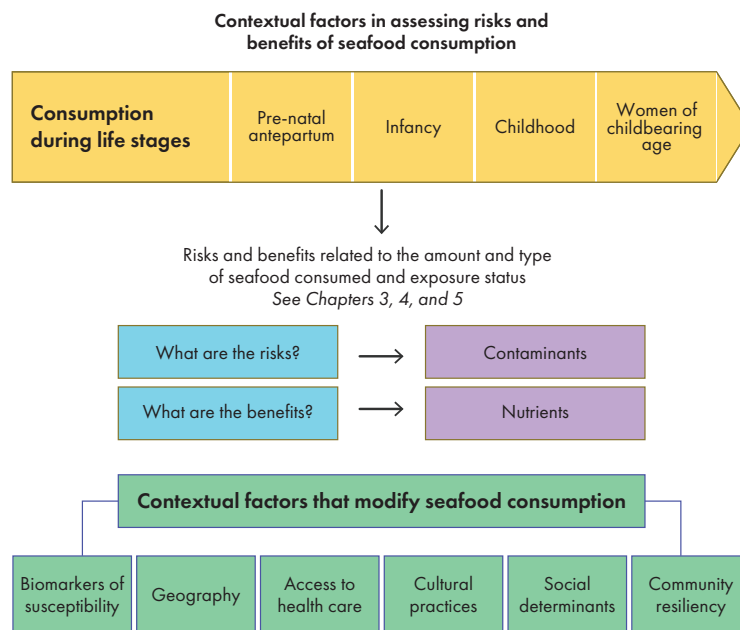 Contextual factors in assessing risks and
benefits of seafood consumption
Consumption
during life stages
Pre-natal
antepartum
Infancy
Childhood
Women of
childbearing
age
Risks and benefits related to the amount and type
of seafood consumed and exposure status
See Chapters 3, 4, and 5
What are the risks?
Contaminants
What are the benefits?
Nutrients
Contextual factors that modify seafood consumption
Biomarkers of
susceptibility
Geography
Access to
health care
Cultural
practices
Social
determinants
Community
resiliency